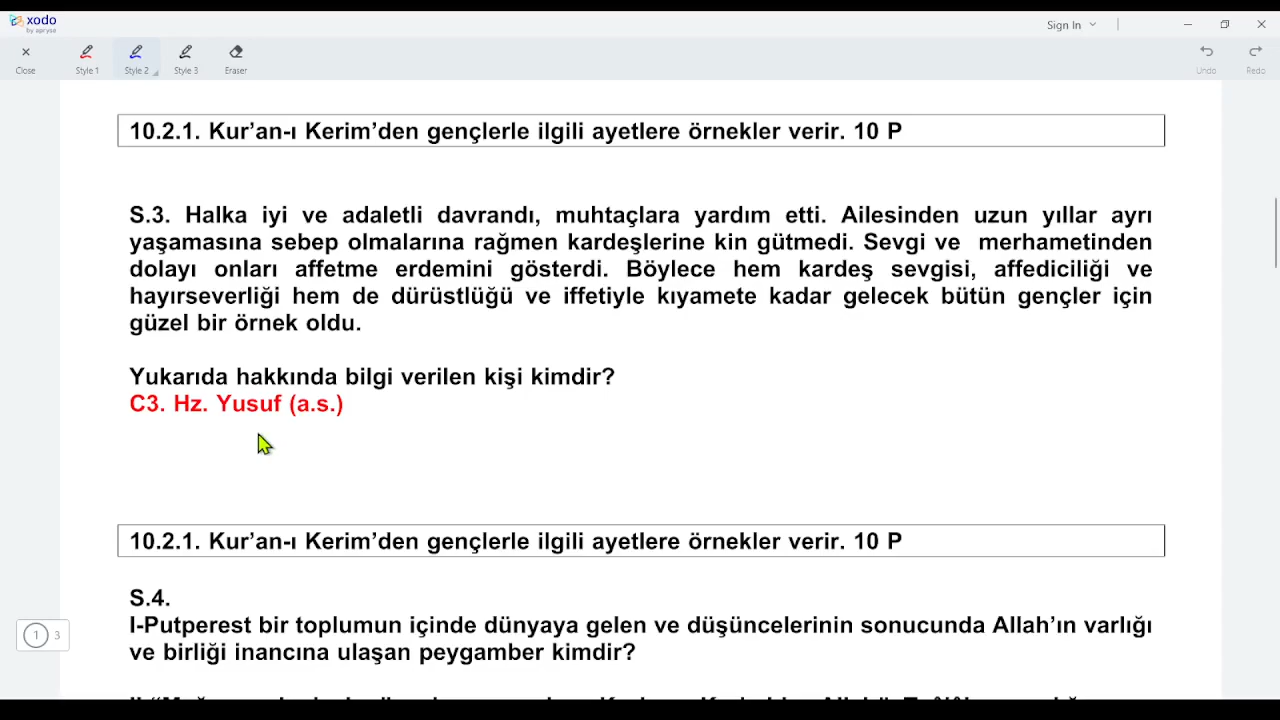 xodo
by apryse
Sign In
Close
Style 1
Style 2
Style 3
Eraser
Undo
Redo
10.2.1. Kur’an-ı Kerim’den gençlerle ilgili ayetlere örnekler verir. 10 P
S.3. Halka iyi ve adaletli davrandı, muhtaçlara yardım etti. Ailesinden uzun yıllar ayrı
yaşamasına sebep olmalarına rağmen kardeşlerine kin gütmedi. Sevgi ve merhametinden
dolayı onları affetme erdemini gösterdi. Böylece hem kardeş sevgisi, affediciliği ve
hayırseverliği hem de dürüstlüğü ve iffetiyle kıyamete kadar gelecek bütün gençler için
güzel bir örnek oldu.
Yukarıda hakkında bilgi verilen kişi kimdir?
C3. Hz. Yusuf (a.s.)
10.2.1. Kur’an-ı Kerim’den gençlerle ilgili ayetlere örnekler verir. 10 P
S.4.
I-Putperest bir toplumun içinde dünyaya gelen ve düşüncelerinin sonucunda Allah’ın varlığı
ve birliği inancına ulaşan peygamber kimdir?
1 3